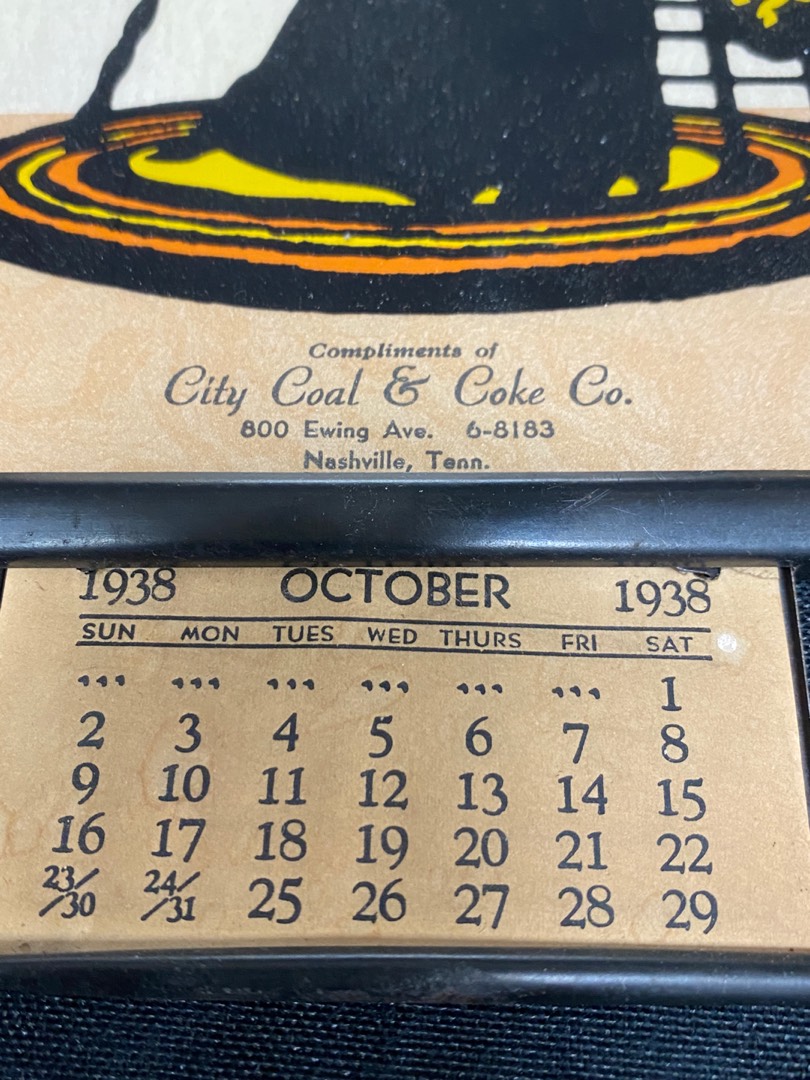 Compliments of
City Coal & Coke Co.
800 Ewing Ave. 6-8183
Nashville, Tenn.
1938 OCTOBER 1938
SUN MON TUES WED THURS FRI SAT
,,, ,,, ,,, ,,, ,,, ,,, 1
2 3 4 5 6 7 8
9 10 11 12 13 14 15
16 17 18 19 20 21 22
23/30 24/31 25 26 27 28 29